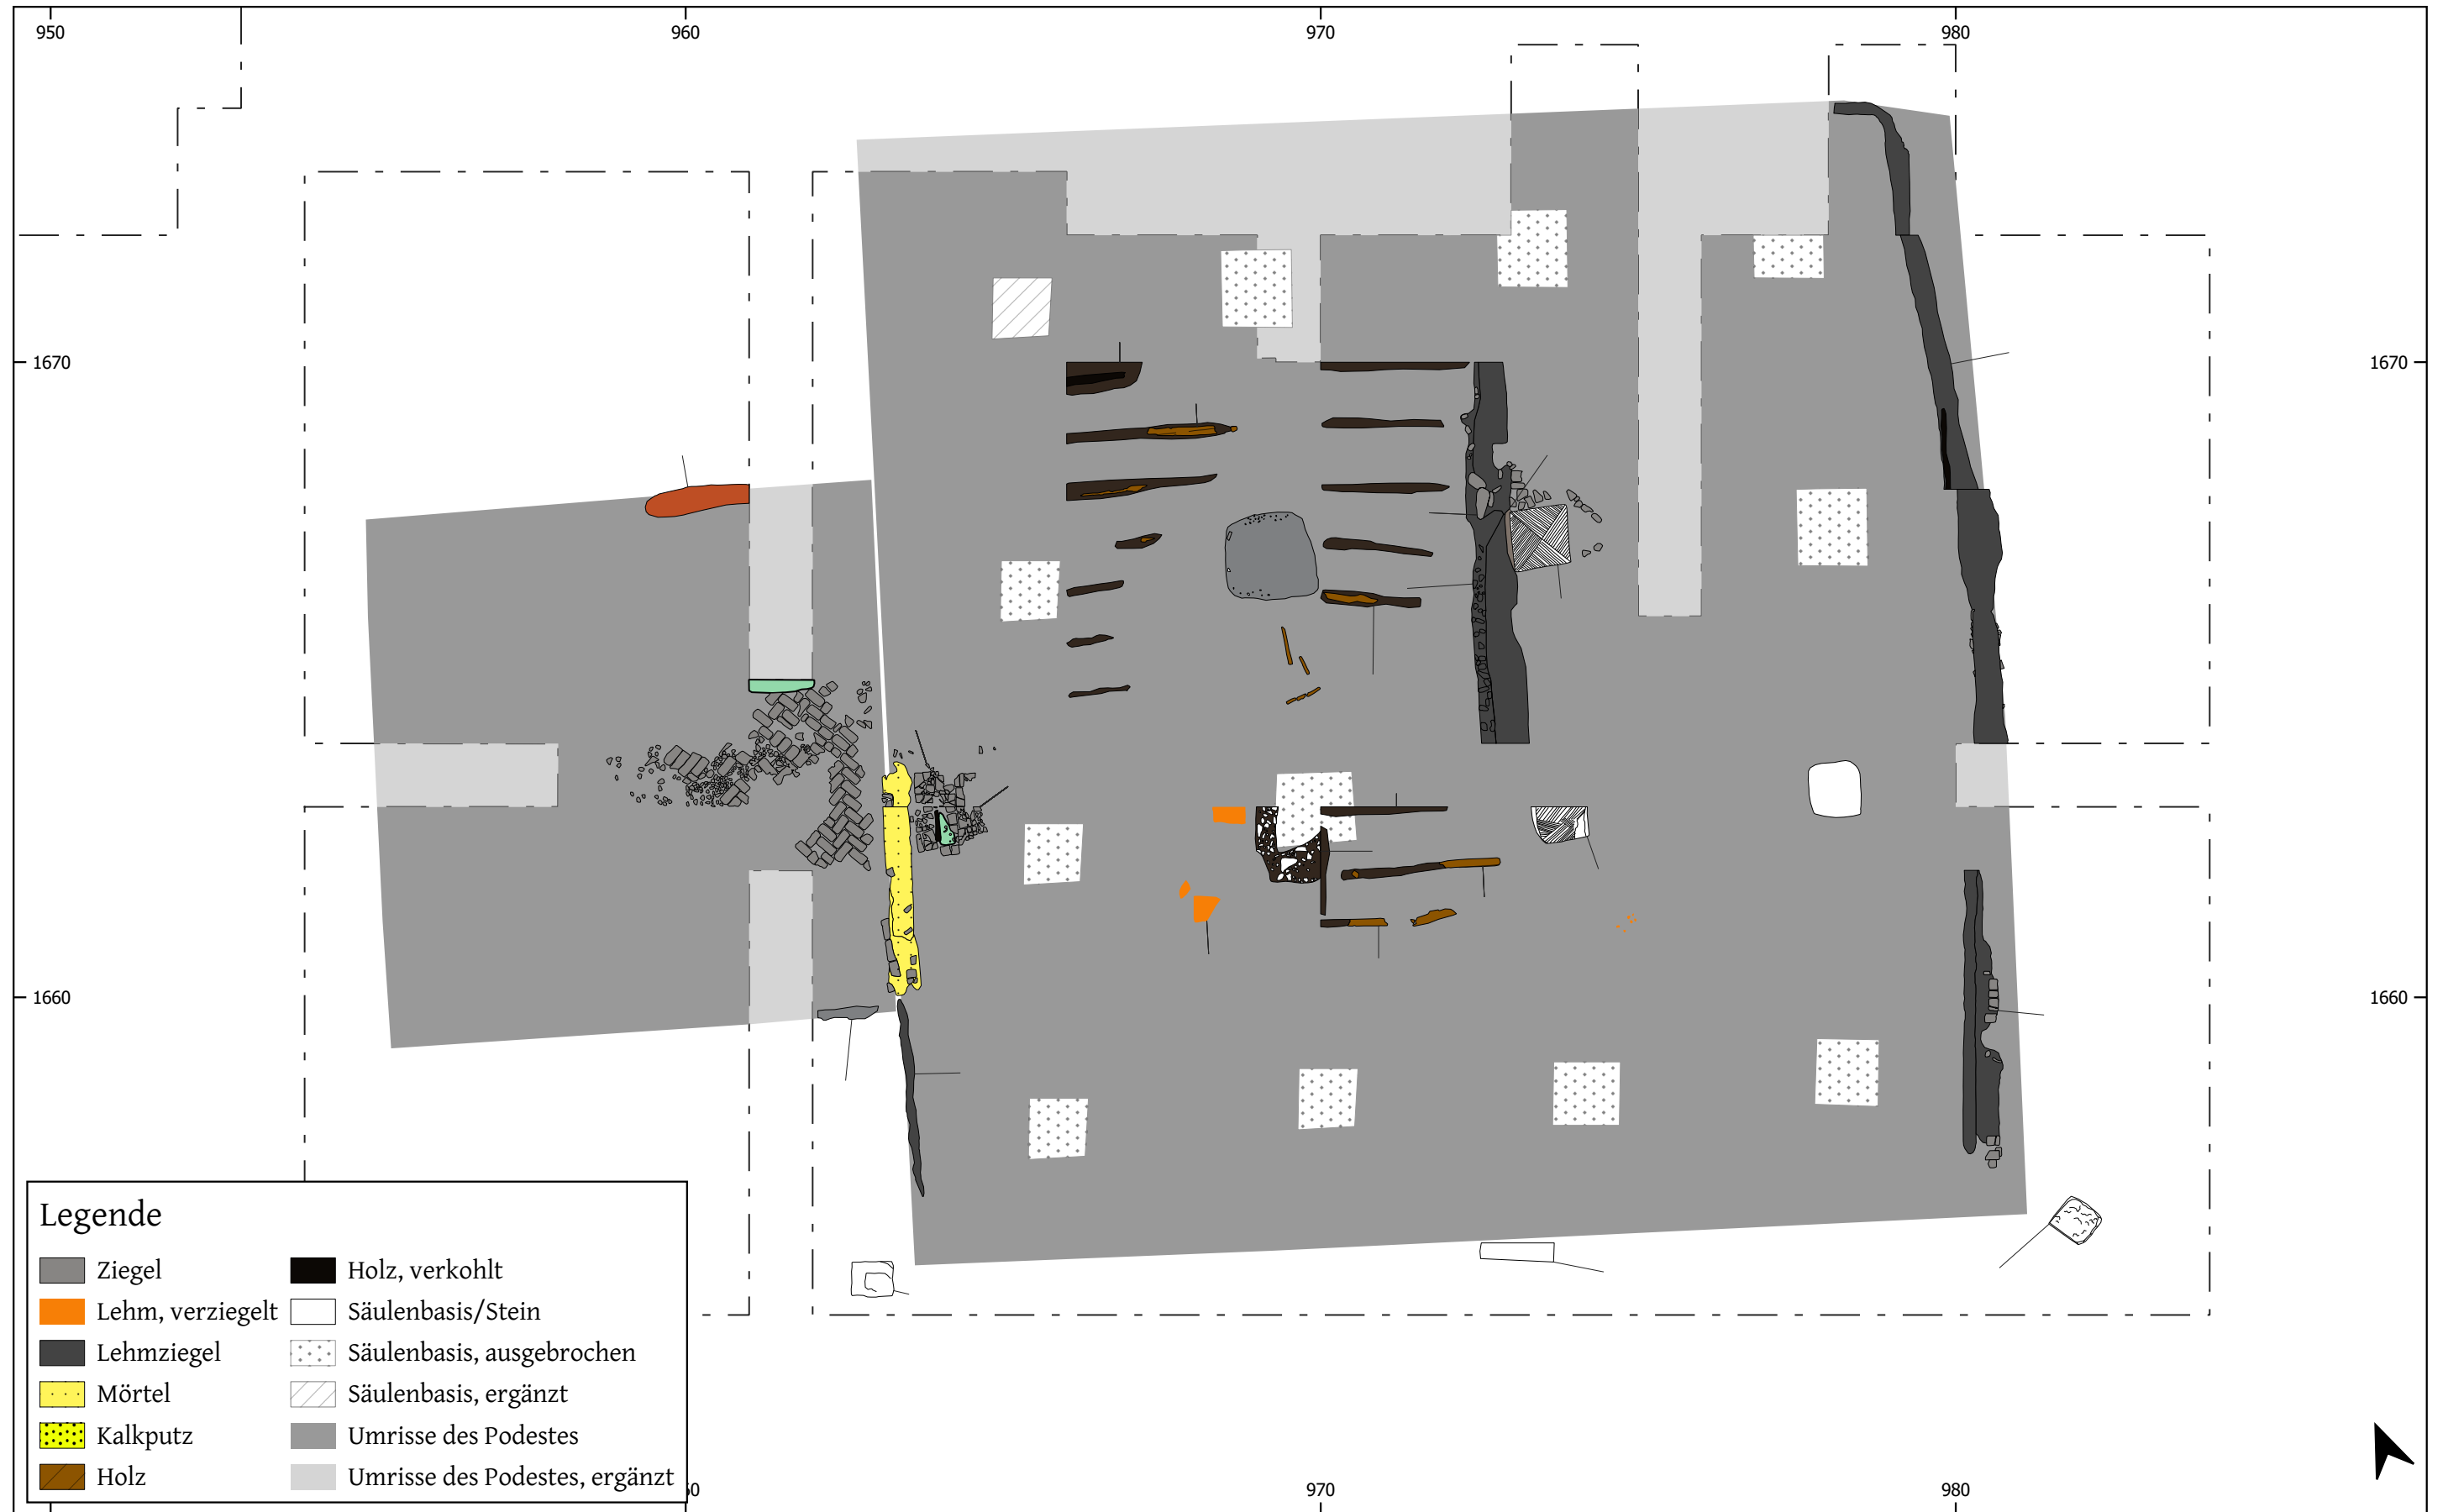 950 960 970 980
1670 1670
1660 1660
Legende
Ziegel
Lehm, verziegelt
Lehmziegel
Mörtel
Kalkputz
Holz
Holz, verkohlt
Säulenbasis/Stein
Säulenbasis, ausgebrochen
Säulenbasis, ergänzt
Umrisse des Podestes
Umrisse des Podestes, ergänzt
970 980